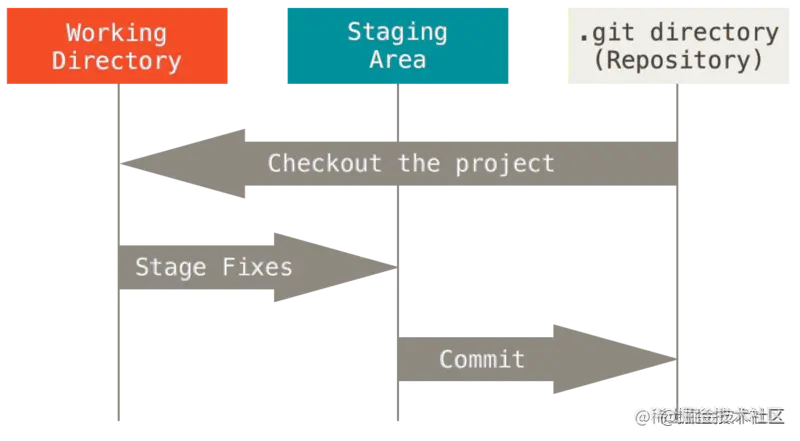 Working
Directory
Staging
Area
.git directory
(Repository)
Checkout the project
Stage Fixes
Commit
@稀土掘金技术社区